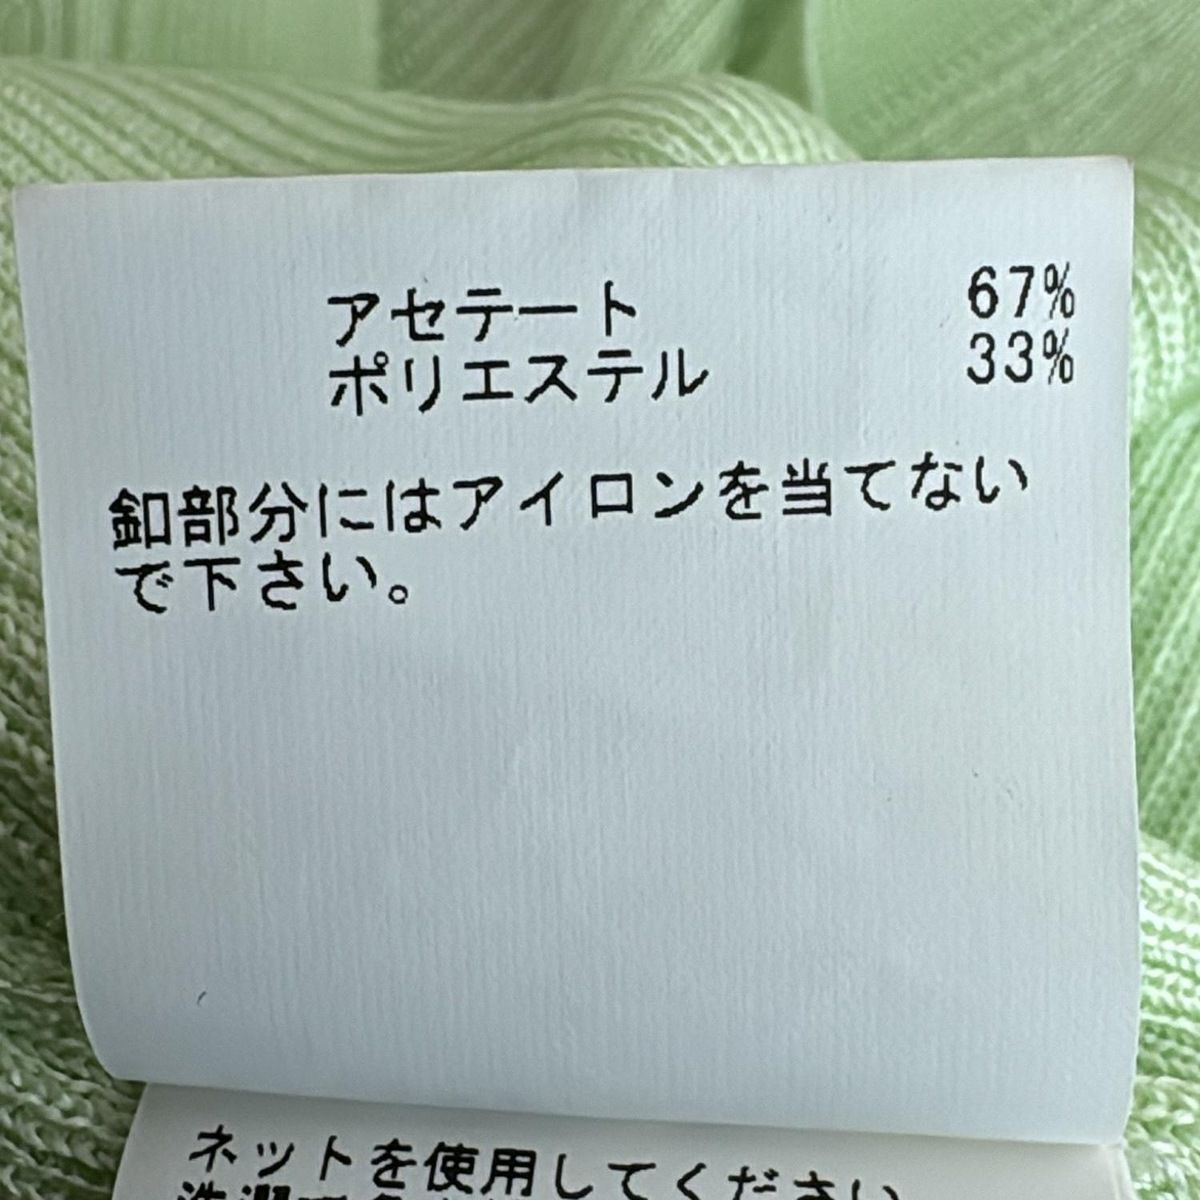 アセテート 67%
ポリエステル 33%
釦部分にはアイロンを当てない
で下さい。
ネットを使用してください